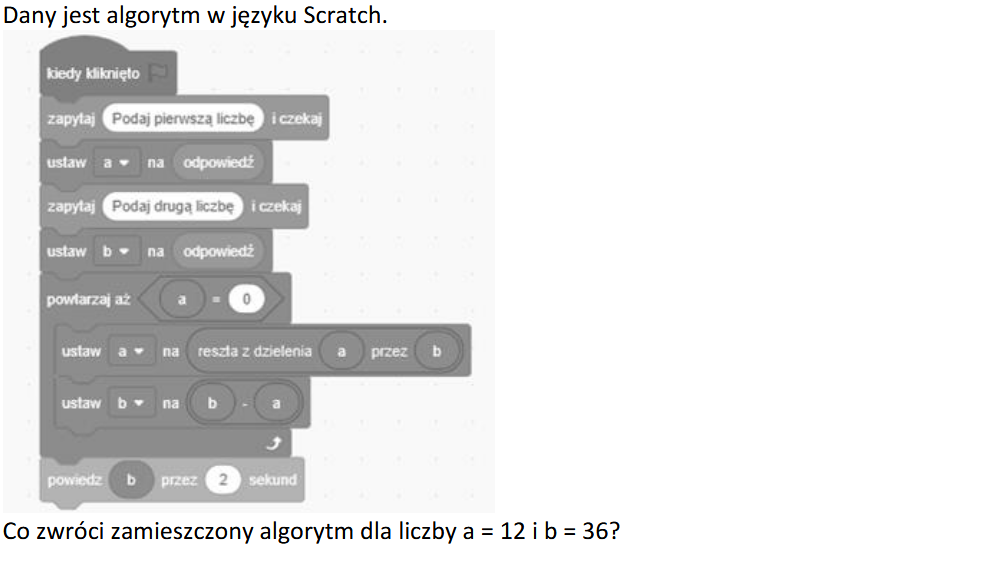 Dany jest algorytm w języku Scratch.
kiedy kliknięto
zapytaj Podaj pierwszą liczbę i czekaj
ustaw a na odpowiedź
zapytaj Podaj drugą liczbę i czekaj
ustaw b na odpowiedź
powtarzaj aż a = 0
ustaw a na reszta z dzielenia a przez b
ustaw b na b - a
powiedz b przez 2 sekund
Co zwróci zamieszczony algorytm dla liczby a = 12 i b = 36?